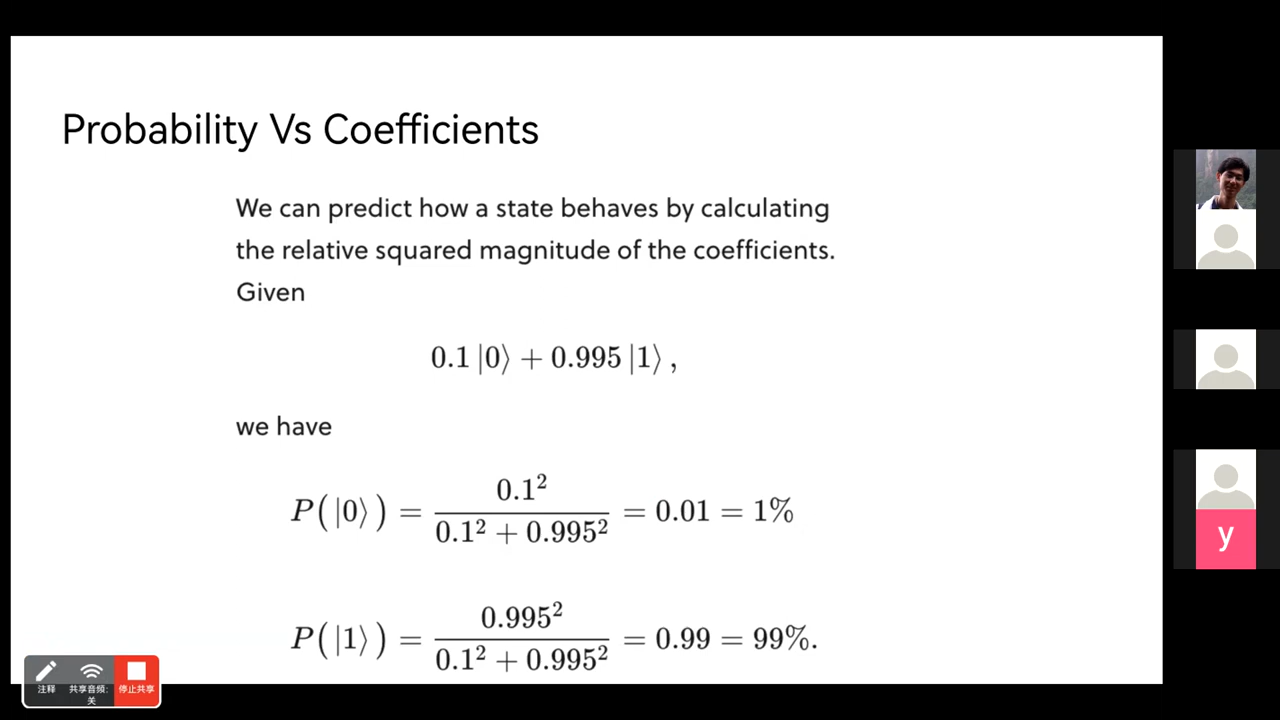 Probability Vs Coefficients
We can predict how a state behaves by calculating
the relative squared magnitude of the coefficients.
Given
0.1 |0⟩ + 0.995 |1⟩ ,
we have
P(|0⟩) = 0.1² / (0.1² + 0.995²) = 0.01 = 1%
P(|1⟩) = 0.995² / (0.1² + 0.995²) = 0.99 = 99%.
注释
共享音频:
关
停止共享
y